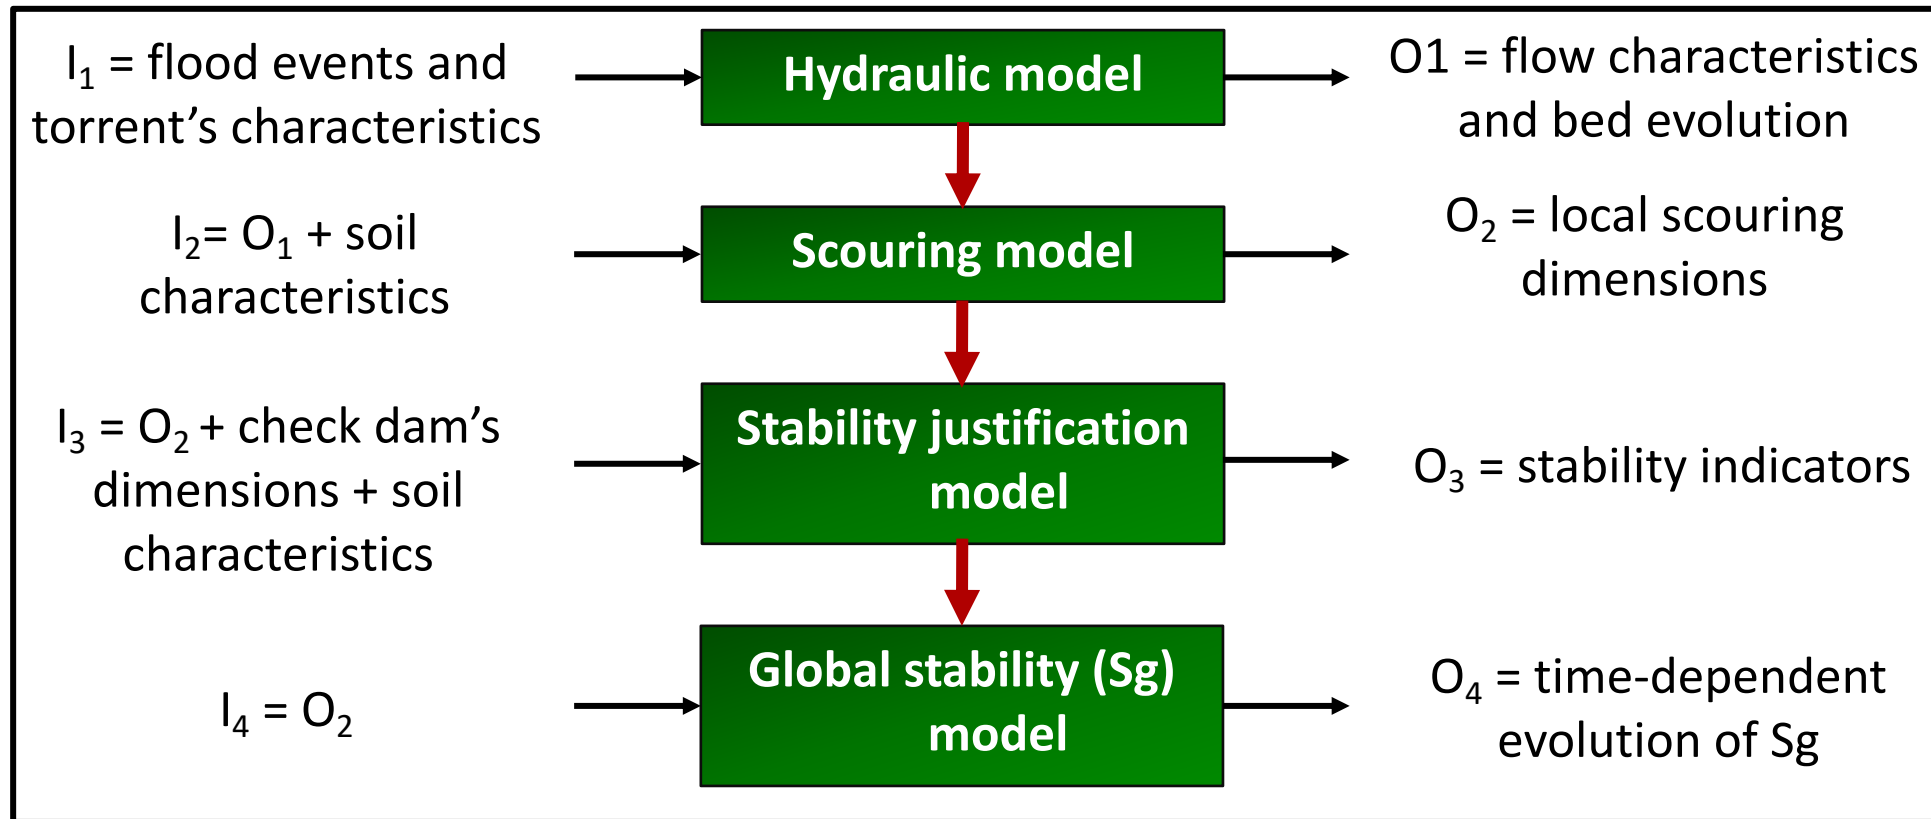 I₁ = flood events and
torrent’s characteristics
Hydraulic model
O1 = flow characteristics
and bed evolution
I₂= O₁ + soil
characteristics
Scouring model
O₂ = local scouring
dimensions
I₃ = O₂ + check dam’s
dimensions + soil
characteristics
Stability justification
model
O₃ = stability indicators
I₄ = O₂
Global stability (Sg)
model
O₄ = time-dependent
evolution of Sg